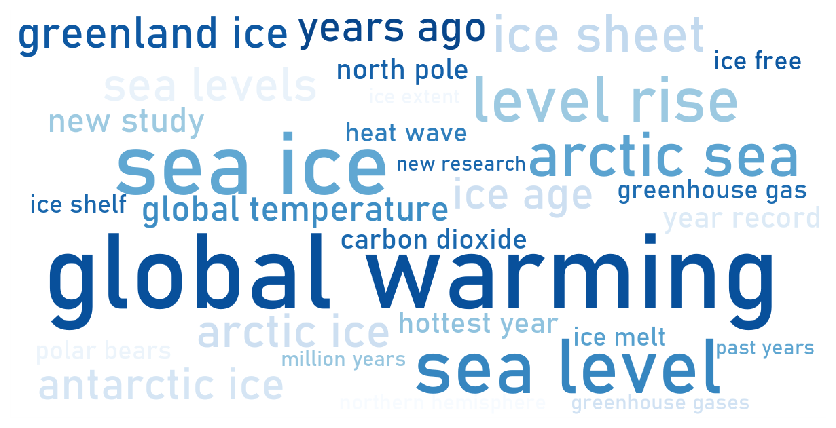 greenland ice
years ago
ice sheet
north pole
ice free
sea levels
ice extent
level rise
new study
heat wave
sea ice
new research
arctic sea
ice shelf
global temperature
ice age
greenhouse gas
year record
carbon dioxide
global warming
arctic ice
hottest year
ice melt
polar bears
million years
sea level
past years
antarctic ice
northern hemisphere
greenhouse gases